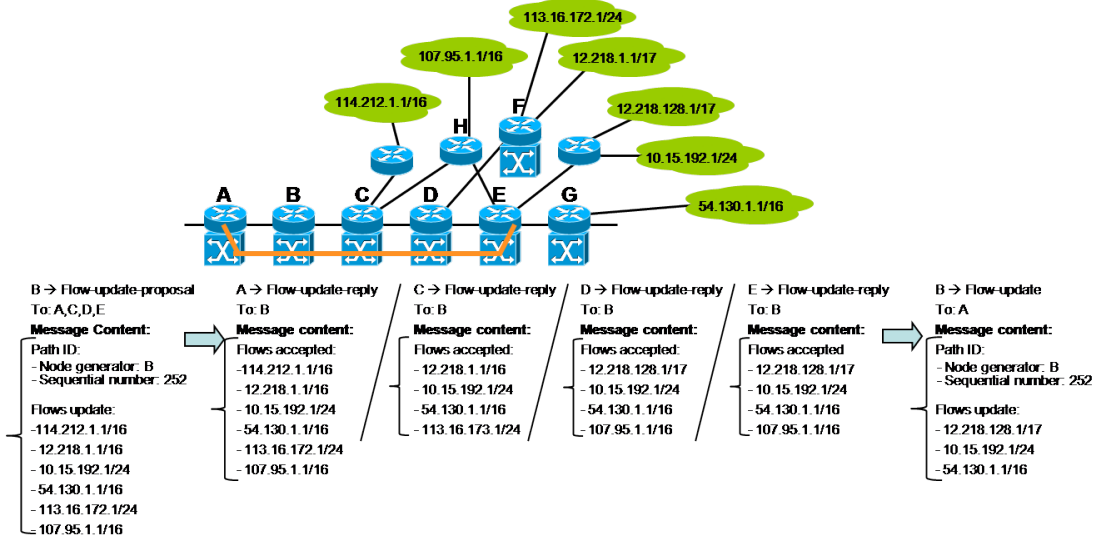 113.16.172.1/24
107.95.1.1/16
12.218.1.1/17
114.212.1.1/16
F
12.218.128.1/17
H
10.15.192.1/24
A
B
C
D
E
G
54.130.1.1/16
B → Flow-update-proposal
To: A,C,D,E
Message Content:
Path ID:
- Node generator: B
- Sequential number: 252
Flows update:
-114.212.1.1/16
- 12.218.1.1/16
- 10.15.192.1/24
- 54.130.1.1/16
- 113.16.172.1/24
- 107.95.1.1/16
A → Flow-update-reply
To: B
Message content:
Flows accepted:
-114.212.1.1/16
- 12.218.1.1/16
- 10.15.192.1/24
- 54.130.1.1/16
- 113.16.172.1/24
- 107.95.1.1/16
C → Flow-update-reply
To: B
Message content:
Flows accepted:
- 12.218.1.1/16
- 10.15.192.1/24
- 54.130.1.1/16
- 113.16.173.1/24
D → Flow-update-reply
To: B
Message content:
Flows accepted:
- 12.218.128.1/17
- 10.15.192.1/24
- 54.130.1.1/16
- 107.95.1.1/16
E → Flow-update-reply
To: B
Message content:
Flows accepted
- 12.218.128.1/17
- 10.15.192.1/24
- 54.130.1.1/16
- 107.95.1.1/16
B → Flow-update
To: A
Message content:
Path ID:
- Node generator: B
- Sequential number: 252
Flows update:
- 12.218.128.1/17
- 10.15.192.1/24
- 54.130.1.1/16